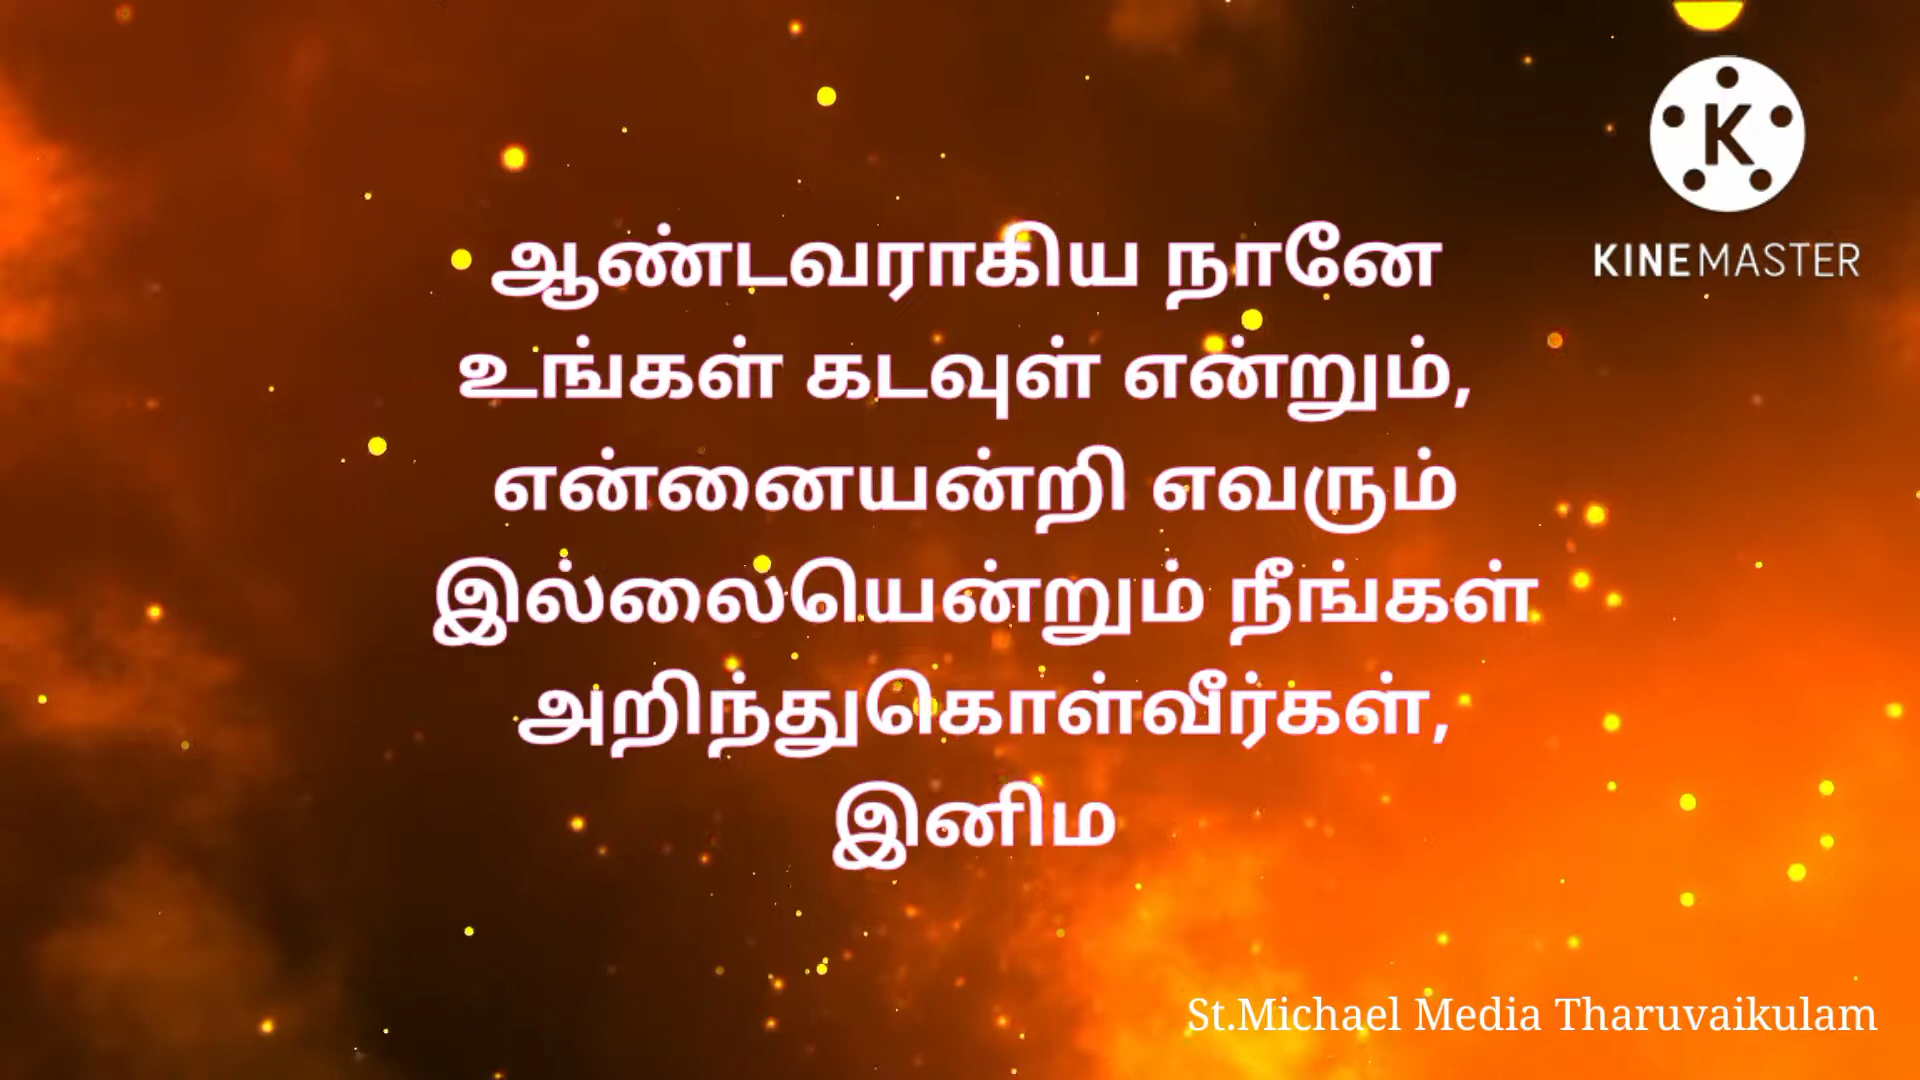 K
KINEMASTER
ஆண்டவராகிய நானே
உங்கள் கடவுள் என்றும்,
என்னையன்றி எவரும்
இல்லையென்றும் நீங்கள்
அறிந்துகொள்வீர்கள்,
இனிம
St.Michael Media Tharuvaikulam